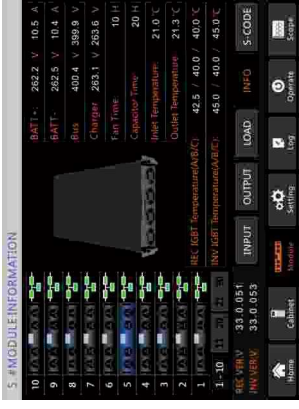 5. #MODULE INFORMATION
10
9
8
7
6
5
4
3
2
1
1 - 10 11 20 21 30
BATT+: 262.2 V 10.5 A
BATT-: 262.5 V 10.4 A
Bus 400.4 / 399.9 V
Charger 263.1 / 263.6 V
Fan Time: 10 H
Capacitor Time: 20 H
Inlet Temperature: 21.0 °C
Outlet Temperature: 21.3 °C
REC IGBT Temperature(A/B/C): 42.5 / 40.0 / 40.0 °C
INV IGBT Temperature(A/B/C): 45.0 / 40.0 / 45.0 °C
REC VER:V 33.0.051
INV VER:V 33.0.053
INPUT OUTPUT LOAD INFO S-CODE
Home Cabinet Module Setting Log Operate Scope